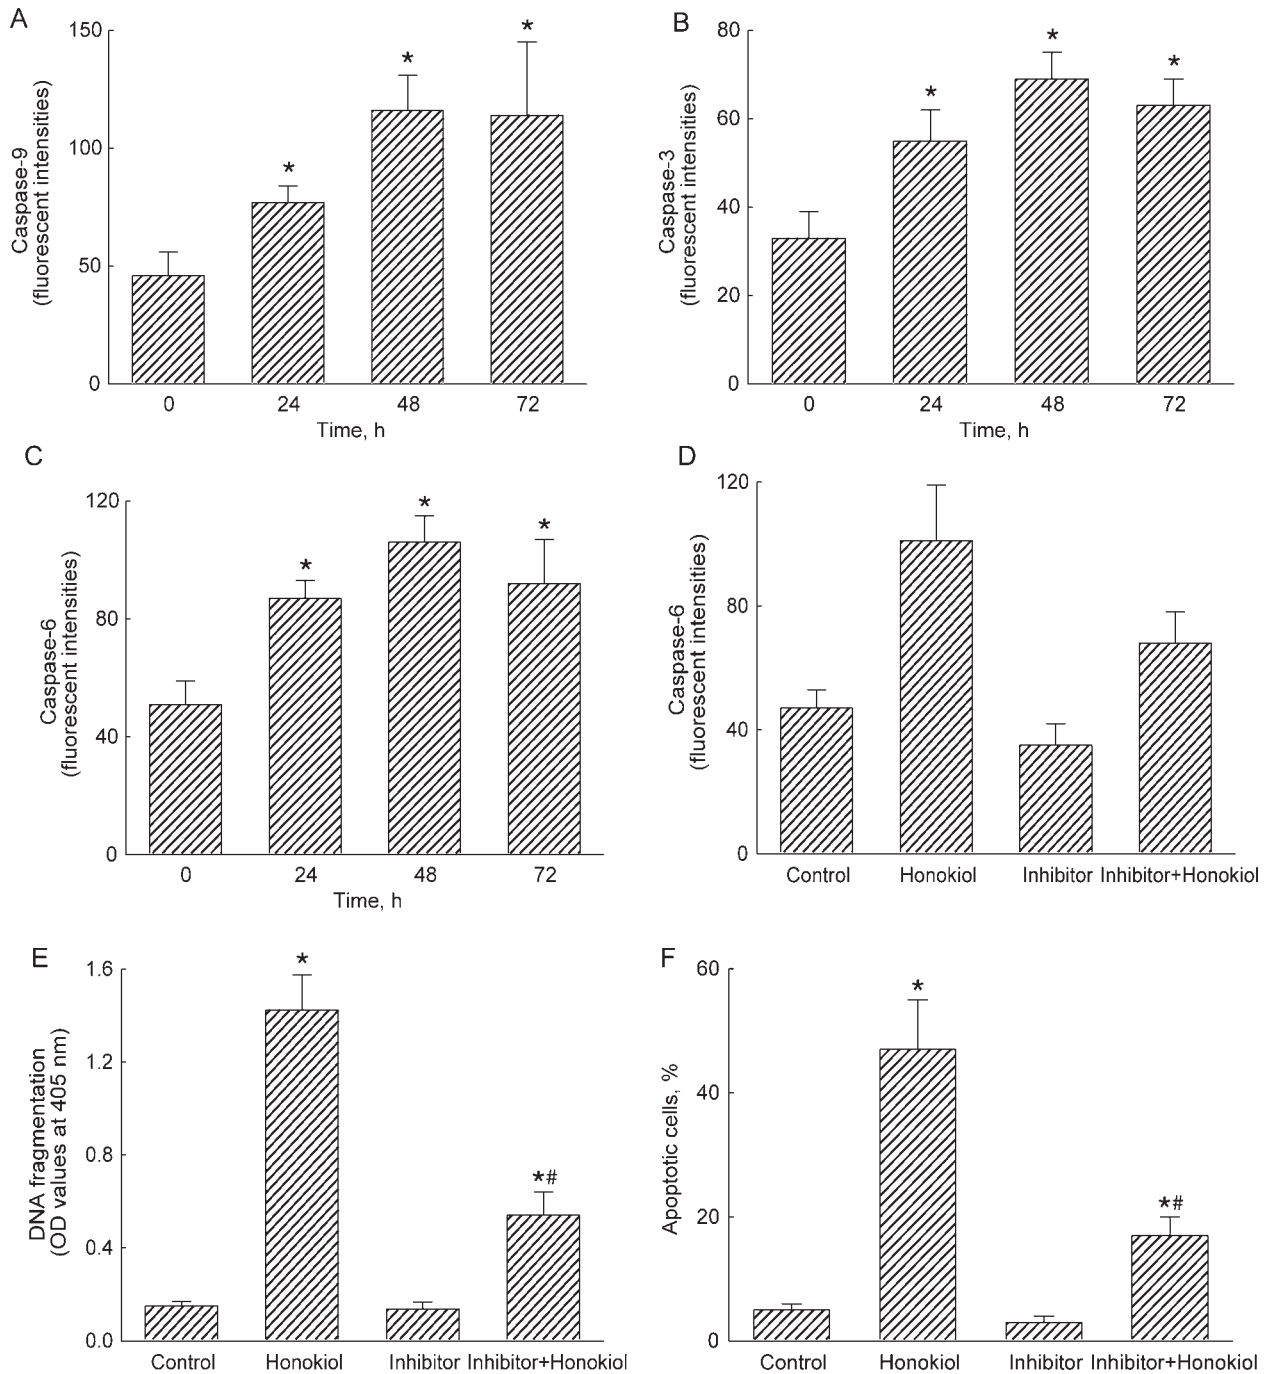 A
Caspase-9
(fluorescent intensities)
150
100
50
0
*
*
*
0 24 48 72
Time, h
B
Caspase-3
(fluorescent intensities)
80
60
40
20
0
*
*
*
0 24 48 72
Time, h
C
Caspase-6
(fluorescent intensities)
120
80
40
0
*
*
*
0 24 48 72
Time, h
D
Caspase-6
(fluorescent intensities)
120
80
40
0
Control Honokiol Inhibitor Inhibitor+Honokiol
E
DNA fragmentation
(OD values at 405 nm)
1.6
1.2
0.8
0.4
0.0
*
*#
Control Honokiol Inhibitor Inhibitor+Honokiol
F
Apoptotic cells, %
60
40
20
0
*
*#
Control Honokiol Inhibitor Inhibitor+Honokiol